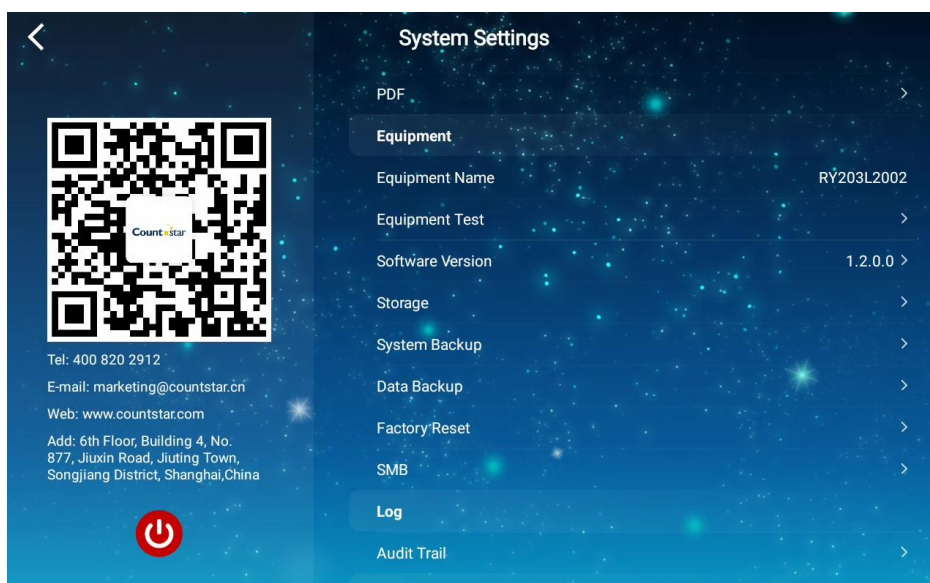 System Settings
Count star
Tel: 400 820 2912
E-mail: marketing@countstar.cn
Web: www.countstar.com
Add: 6th Floor, Building 4, No.
877, Jiuxin Road, Jiuting Town,
Songjiang District, Shanghai,China
PDF
Equipment
Equipment Name RY203L2002
Equipment Test
Software Version 1.2.0.0
Storage
System Backup
Data Backup
Factory Reset
SMB
Log
Audit Trail